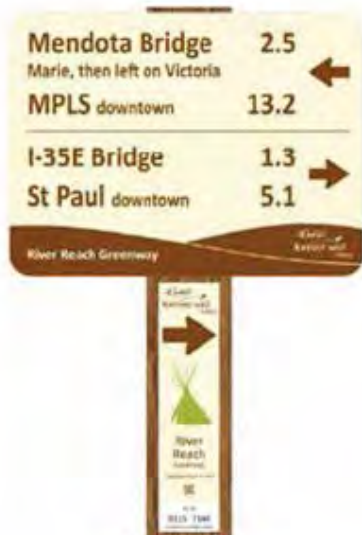 Mendota Bridge 2.5
Marie, then left on Victoria
MPLS downtown 13.2
I-35E Bridge 1.3
St Paul downtown 5.1
River Reach Greenway
River
Reach